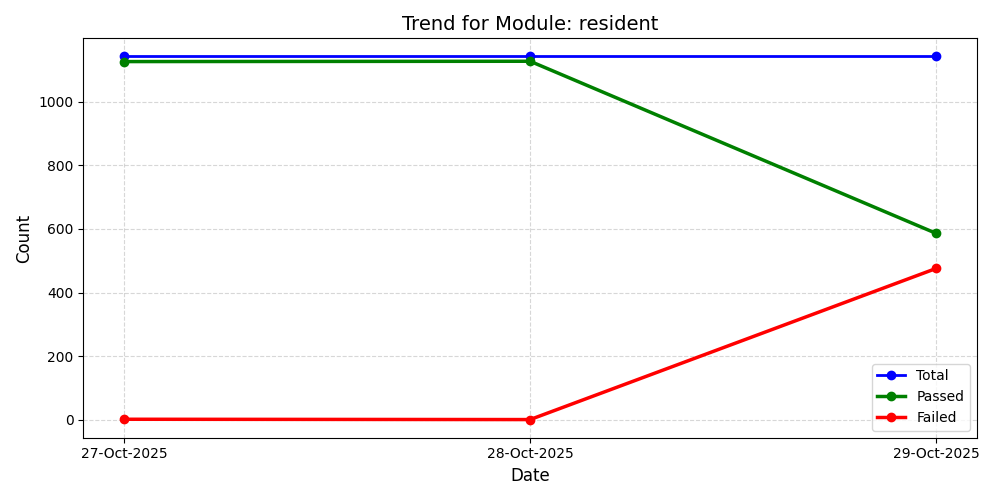 Trend for Module: resident
Count
1000
800
600
400
200
0
Total
Passed
Failed
27-Oct-2025
28-Oct-2025
29-Oct-2025
Date